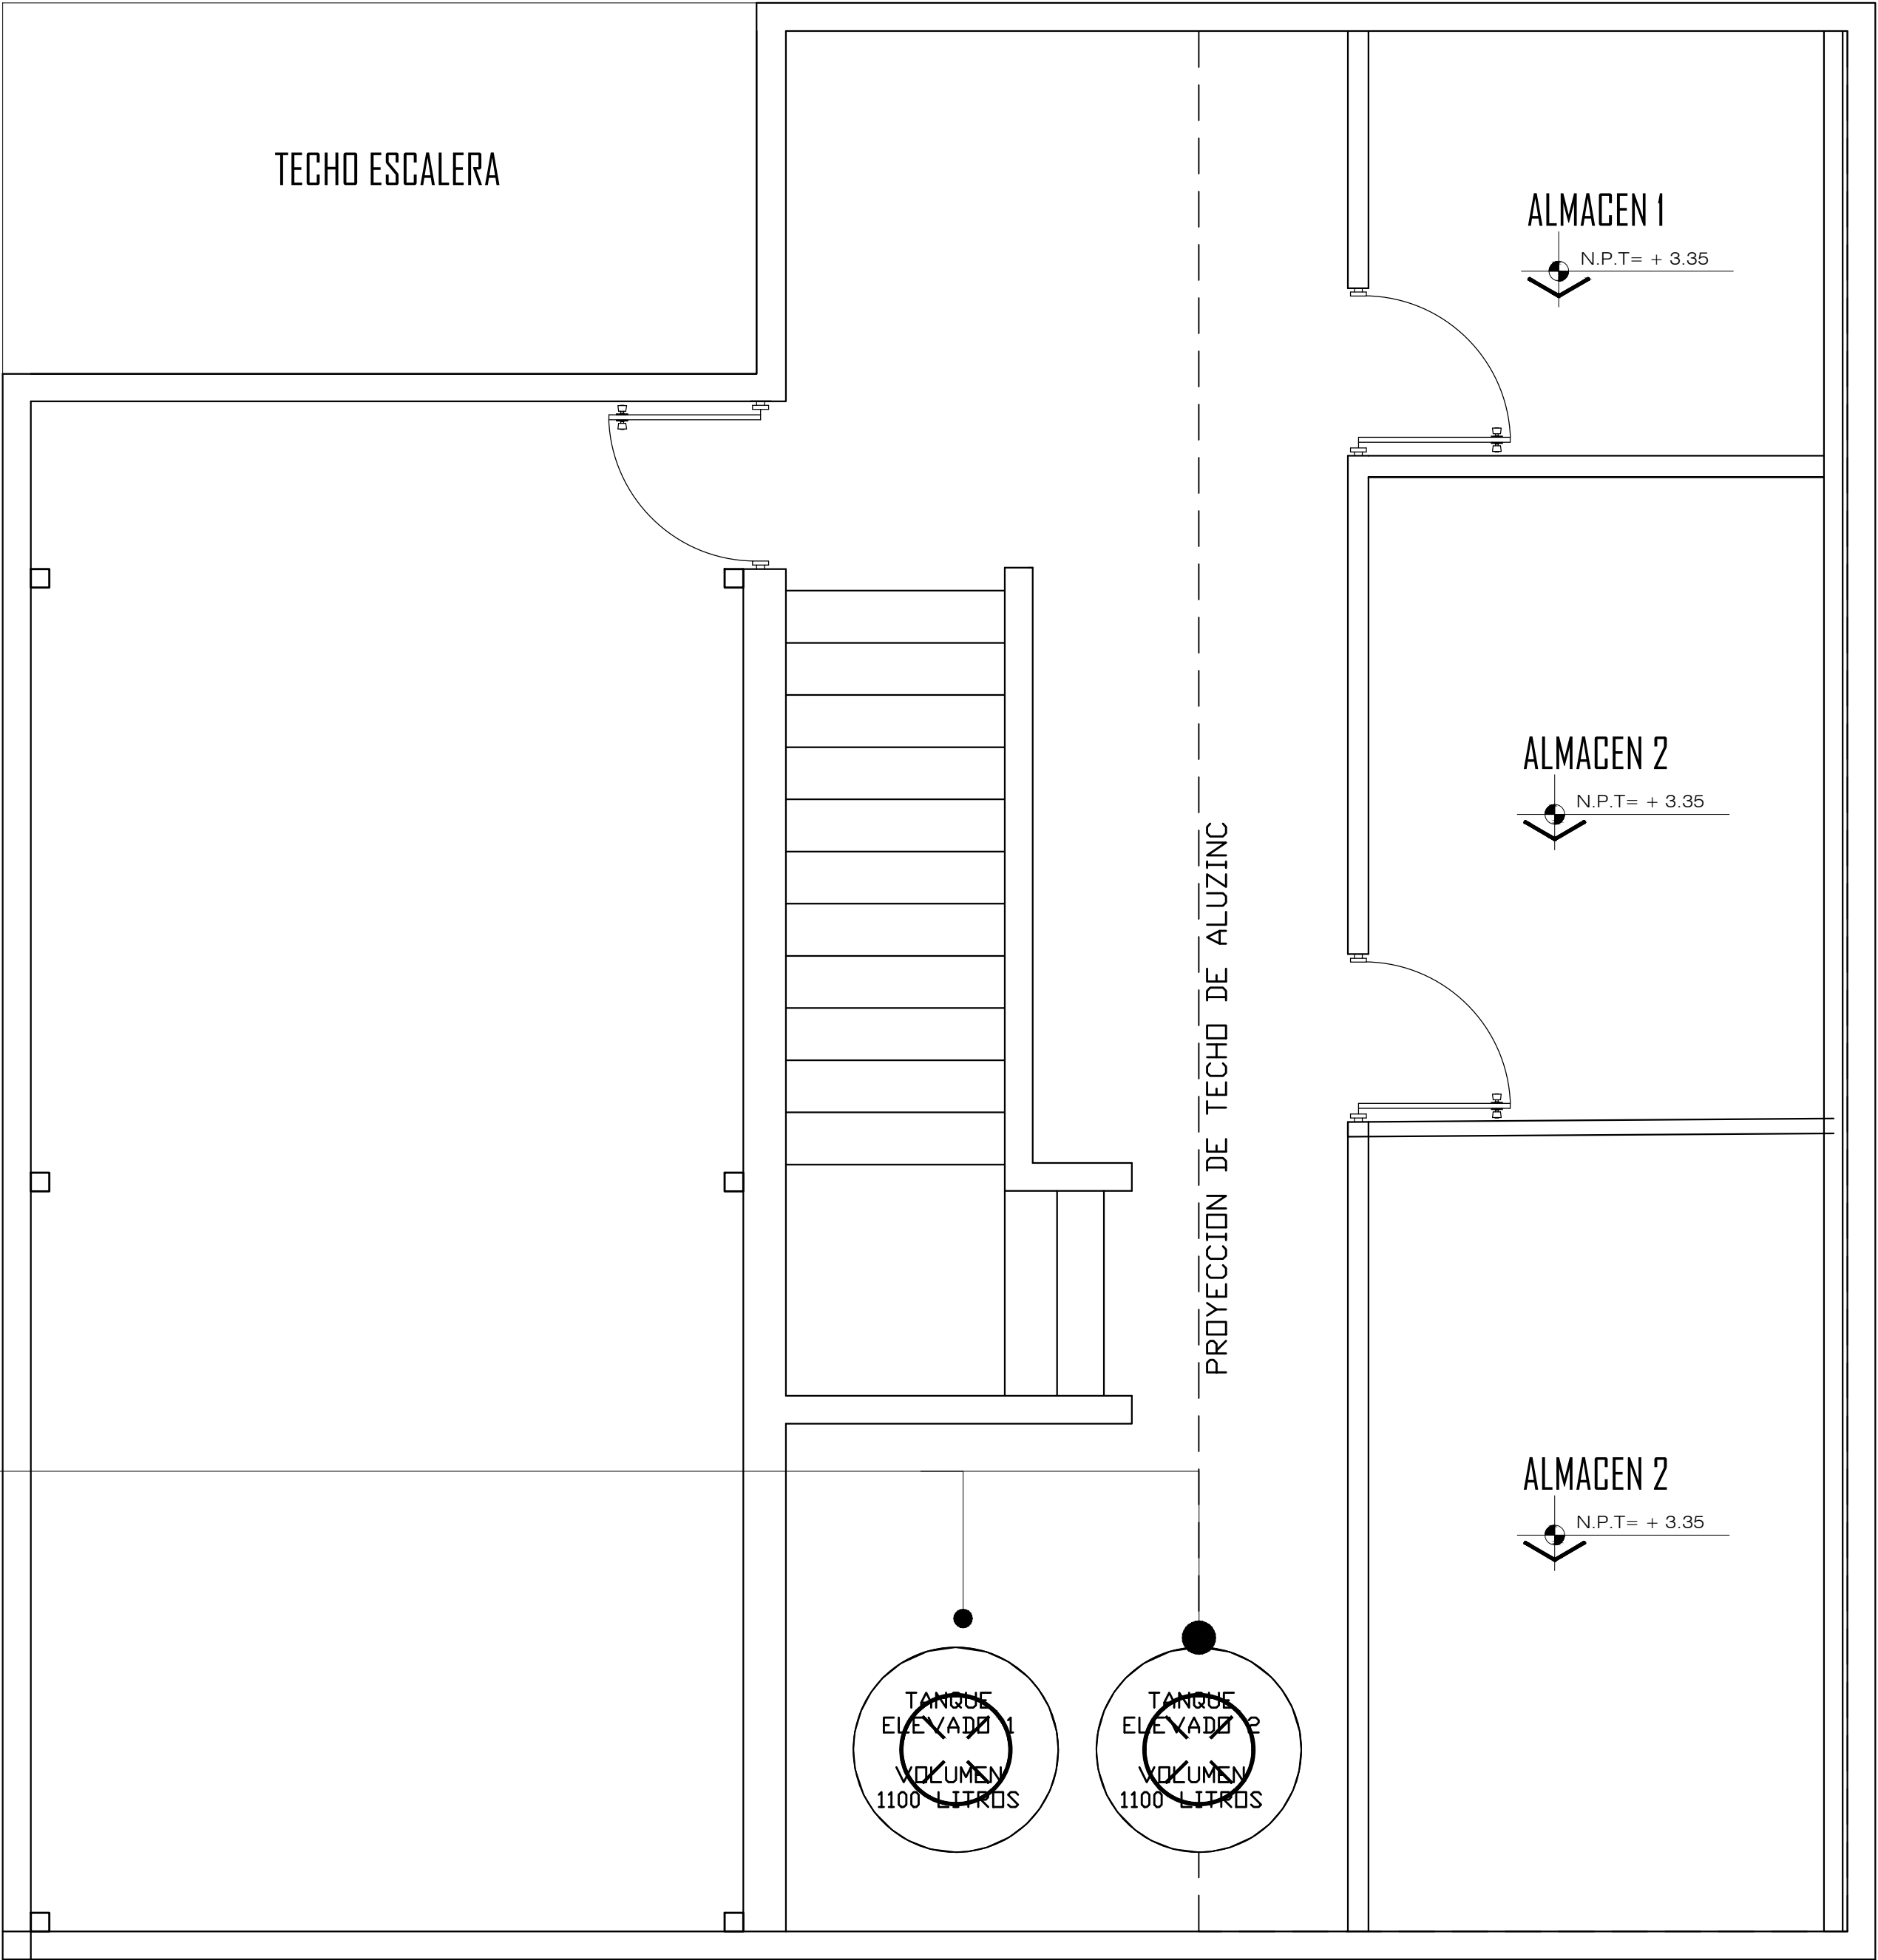 TECHO ESCALERA
ALMACEN 1
N.P.T= + 3.35
ALMACEN 2
N.P.T= + 3.35
PROYECCION DE TECHO DE ALUZINC
ALMACEN 2
N.P.T= + 3.35
TANQUE
ELEVADO 1
VOLUMEN
1100 LITROS
TANQUE
ELEVADO 2
VOLUMEN
1100 LITROS